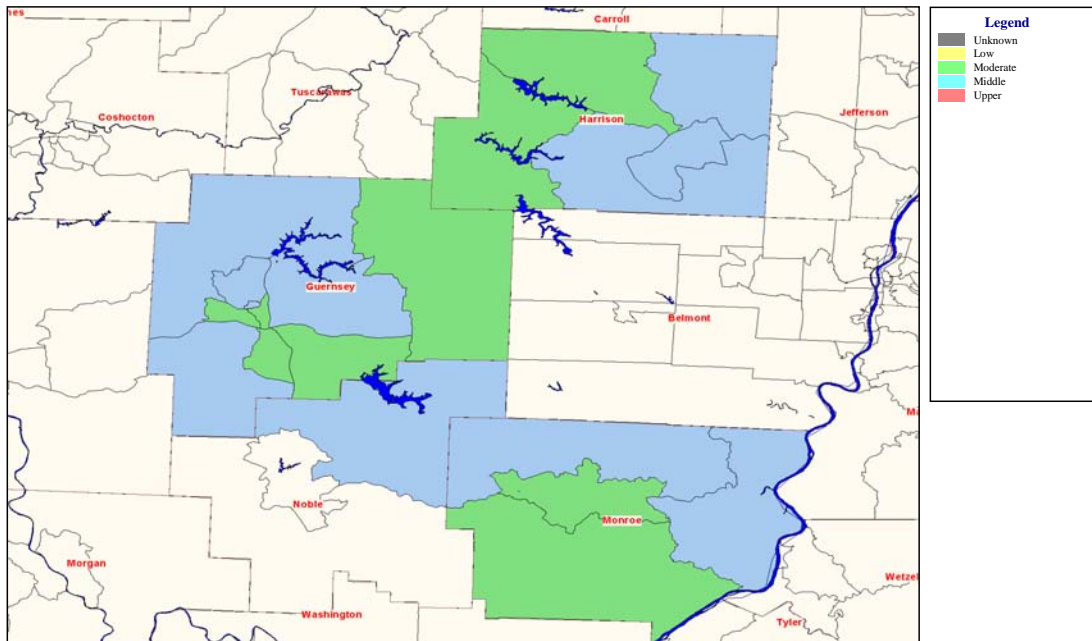 Carroll
Tuscarawas
Coshocton
Harrison
Jefferson
Guernsey
Belmont
Noble
Monroe
Morgan
Washington
Tyler
Wetzel
Legend
Unknown
Low
Moderate
Middle
Upper